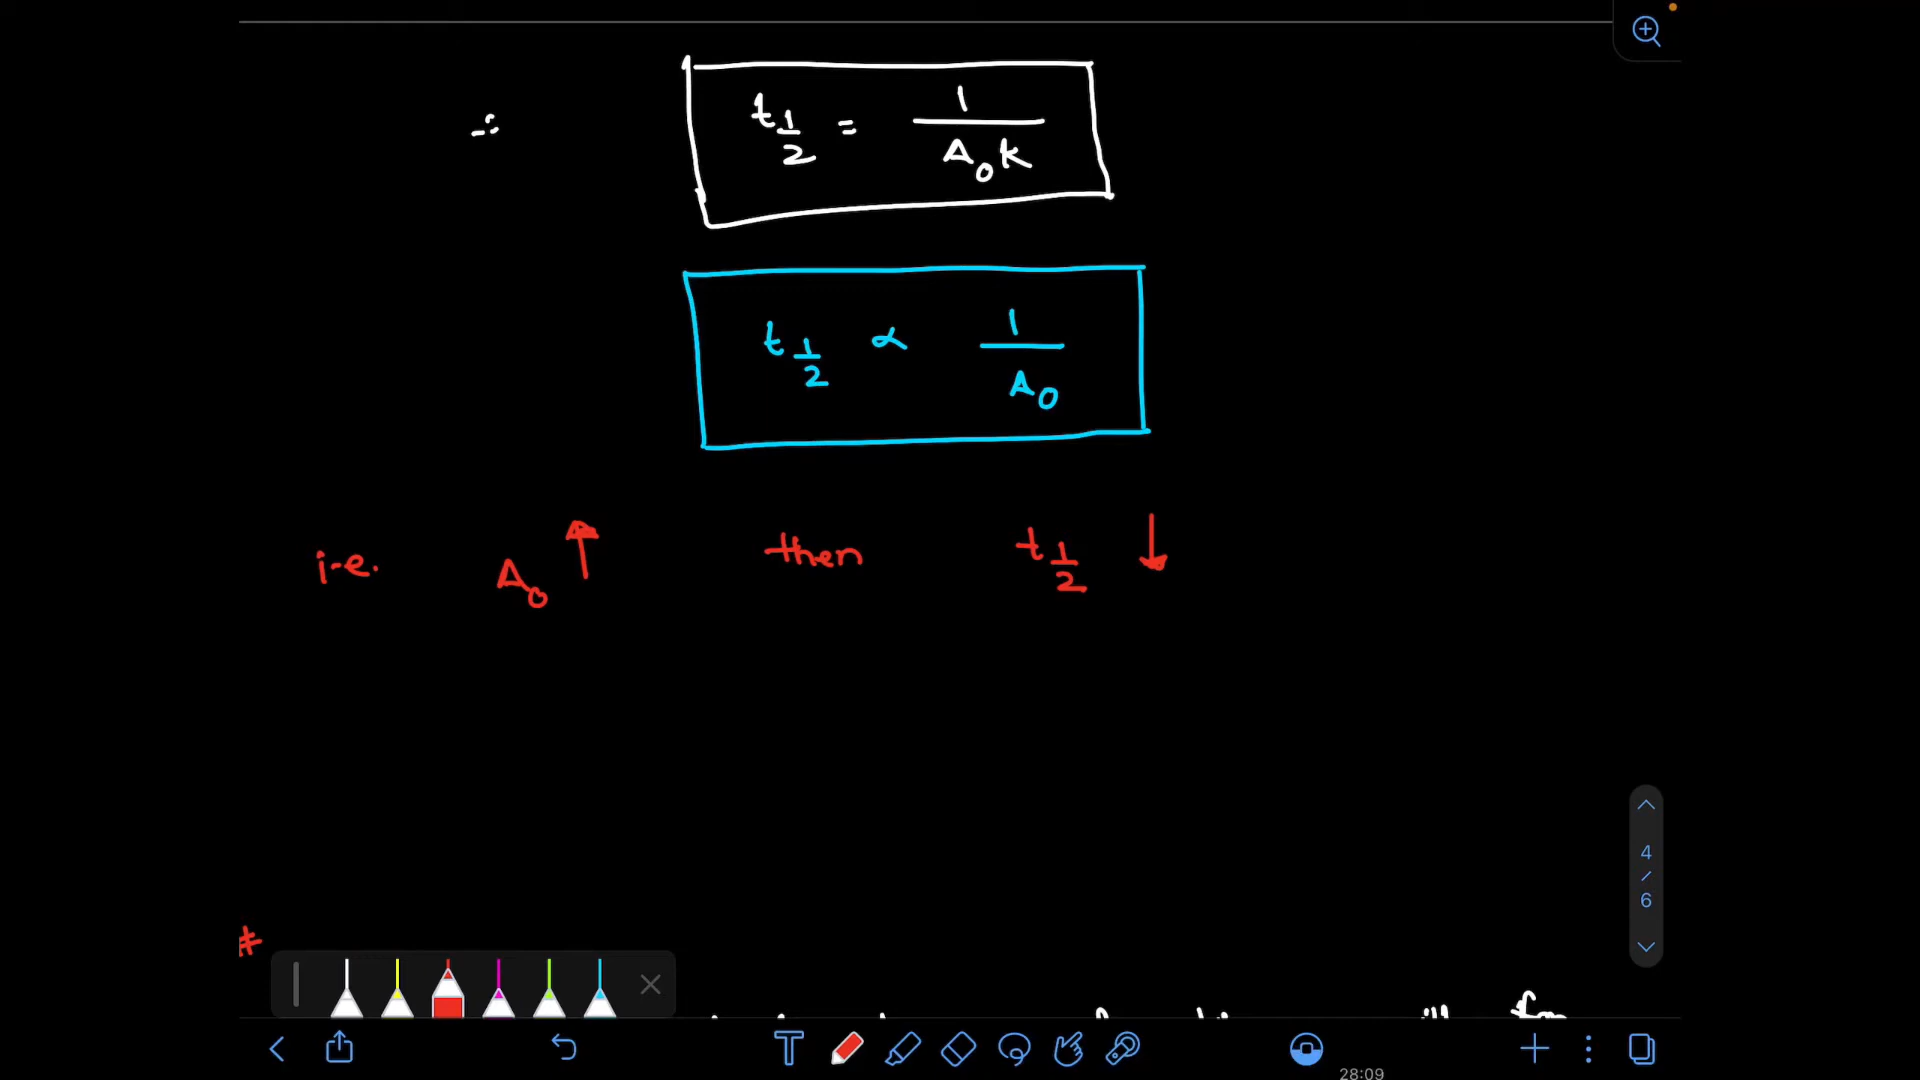 ∴ t½ = 1/A₀k
t½ ∝ 1/A₀
i.e. A₀ ↑ then t½ ↓
4
/
6
*
T
28:09